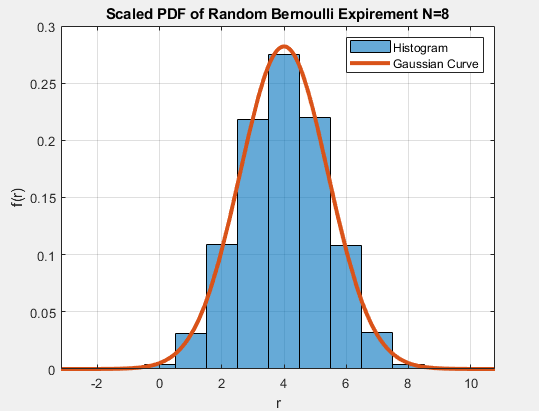 Scaled PDF of Random Bernoulli Expirement N=8
Histogram
Gaussian Curve
f(r)
0.3
0.25
0.2
0.15
0.1
0.05
0
-2 0 2 4 6 8 10
r